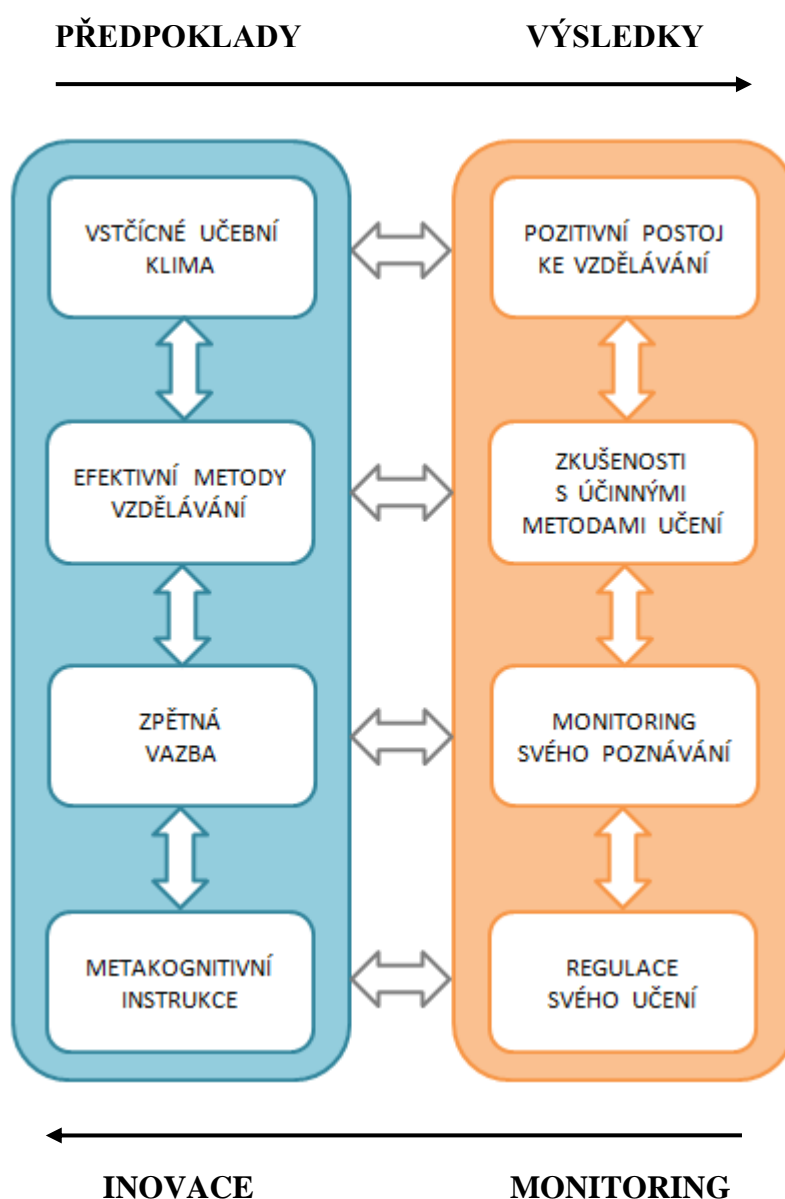 PŘEDPOKLADY VÝSLEDKY
VSTČÍCNÉ UČEBNÍ
KLIMA
POZITIVNÍ POSTOJ
KE VZDĚLÁVÁNÍ
EFEKTIVNÍ METODY
VZDĚLÁVÁNÍ
ZKUŠENOSTI
S ÚČINNÝMI
METODAMI UČENÍ
ZPĚTNÁ
VAZBA
MONITORING
SVÉHO POZNÁVÁNÍ
METAKOGNITIVNÍ
INSTRUKCE
REGULACE
SVÉHO UČENÍ
INOVACE MONITORING